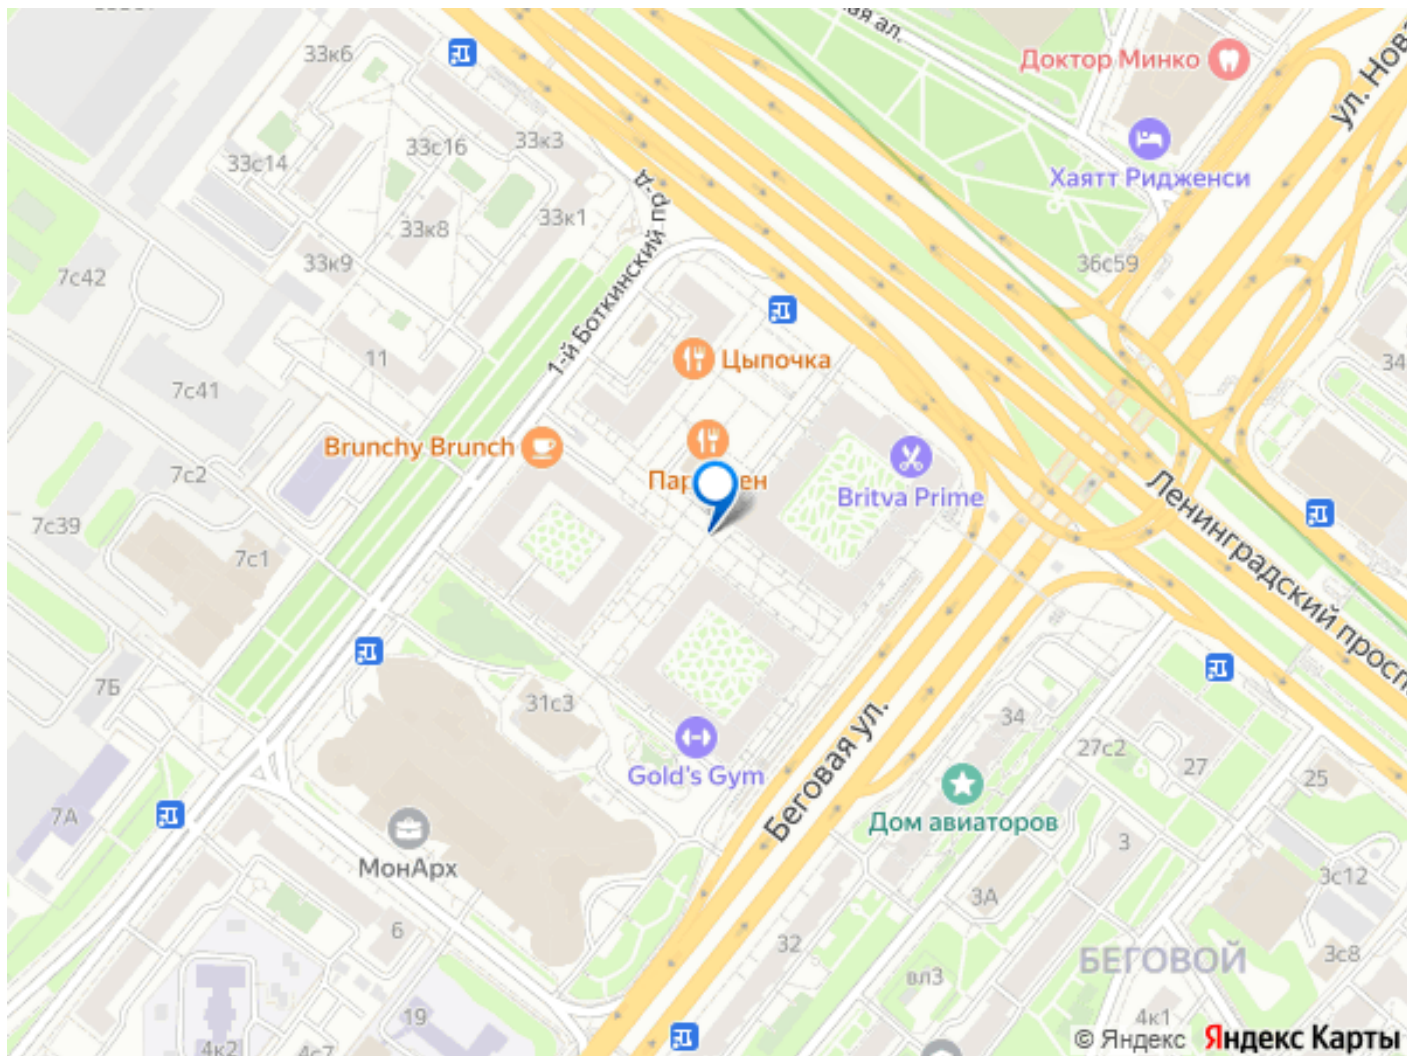 33к6
ая ал.
Доктор Минко
ул. Нова
33с14
33с16
33к3
Хаятт Ридженси
33к8
33к1
1-й Боткинский пр-д
33к9
7с42
36с59
11
Цыпочка
34
7с41
Brunchy Brunch
7с2
Britva Prime
7с39
7с1
Ленинградский просп
7Б
31с3
34
27с2
27
25
Gold's Gym
Беговая ул.
7А
Дом авиаторов
3
МонАрх
3с12
3А
6
32
БЕГОВОЙ
3с8
вл3
19
4к1
4к2
4с7
© Яндекс Яндекс Карты